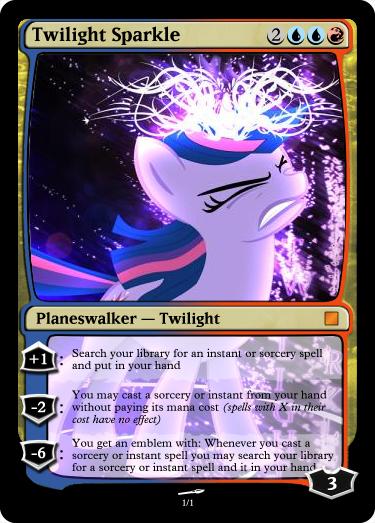 Twilight Sparkle 2
Planeswalker — Twilight
+1: Search your library for an instant or sorcery spell
and put in your hand
-2: You may cast a sorcery or instant from your hand
without paying its mana cost (spells with X in their
cost have no effect)
-6: You get an emblem with: Whenever you cast a
sorcery or instant spell you may search your library
for a sorcery or instant spell and it in your hand
3
1/1